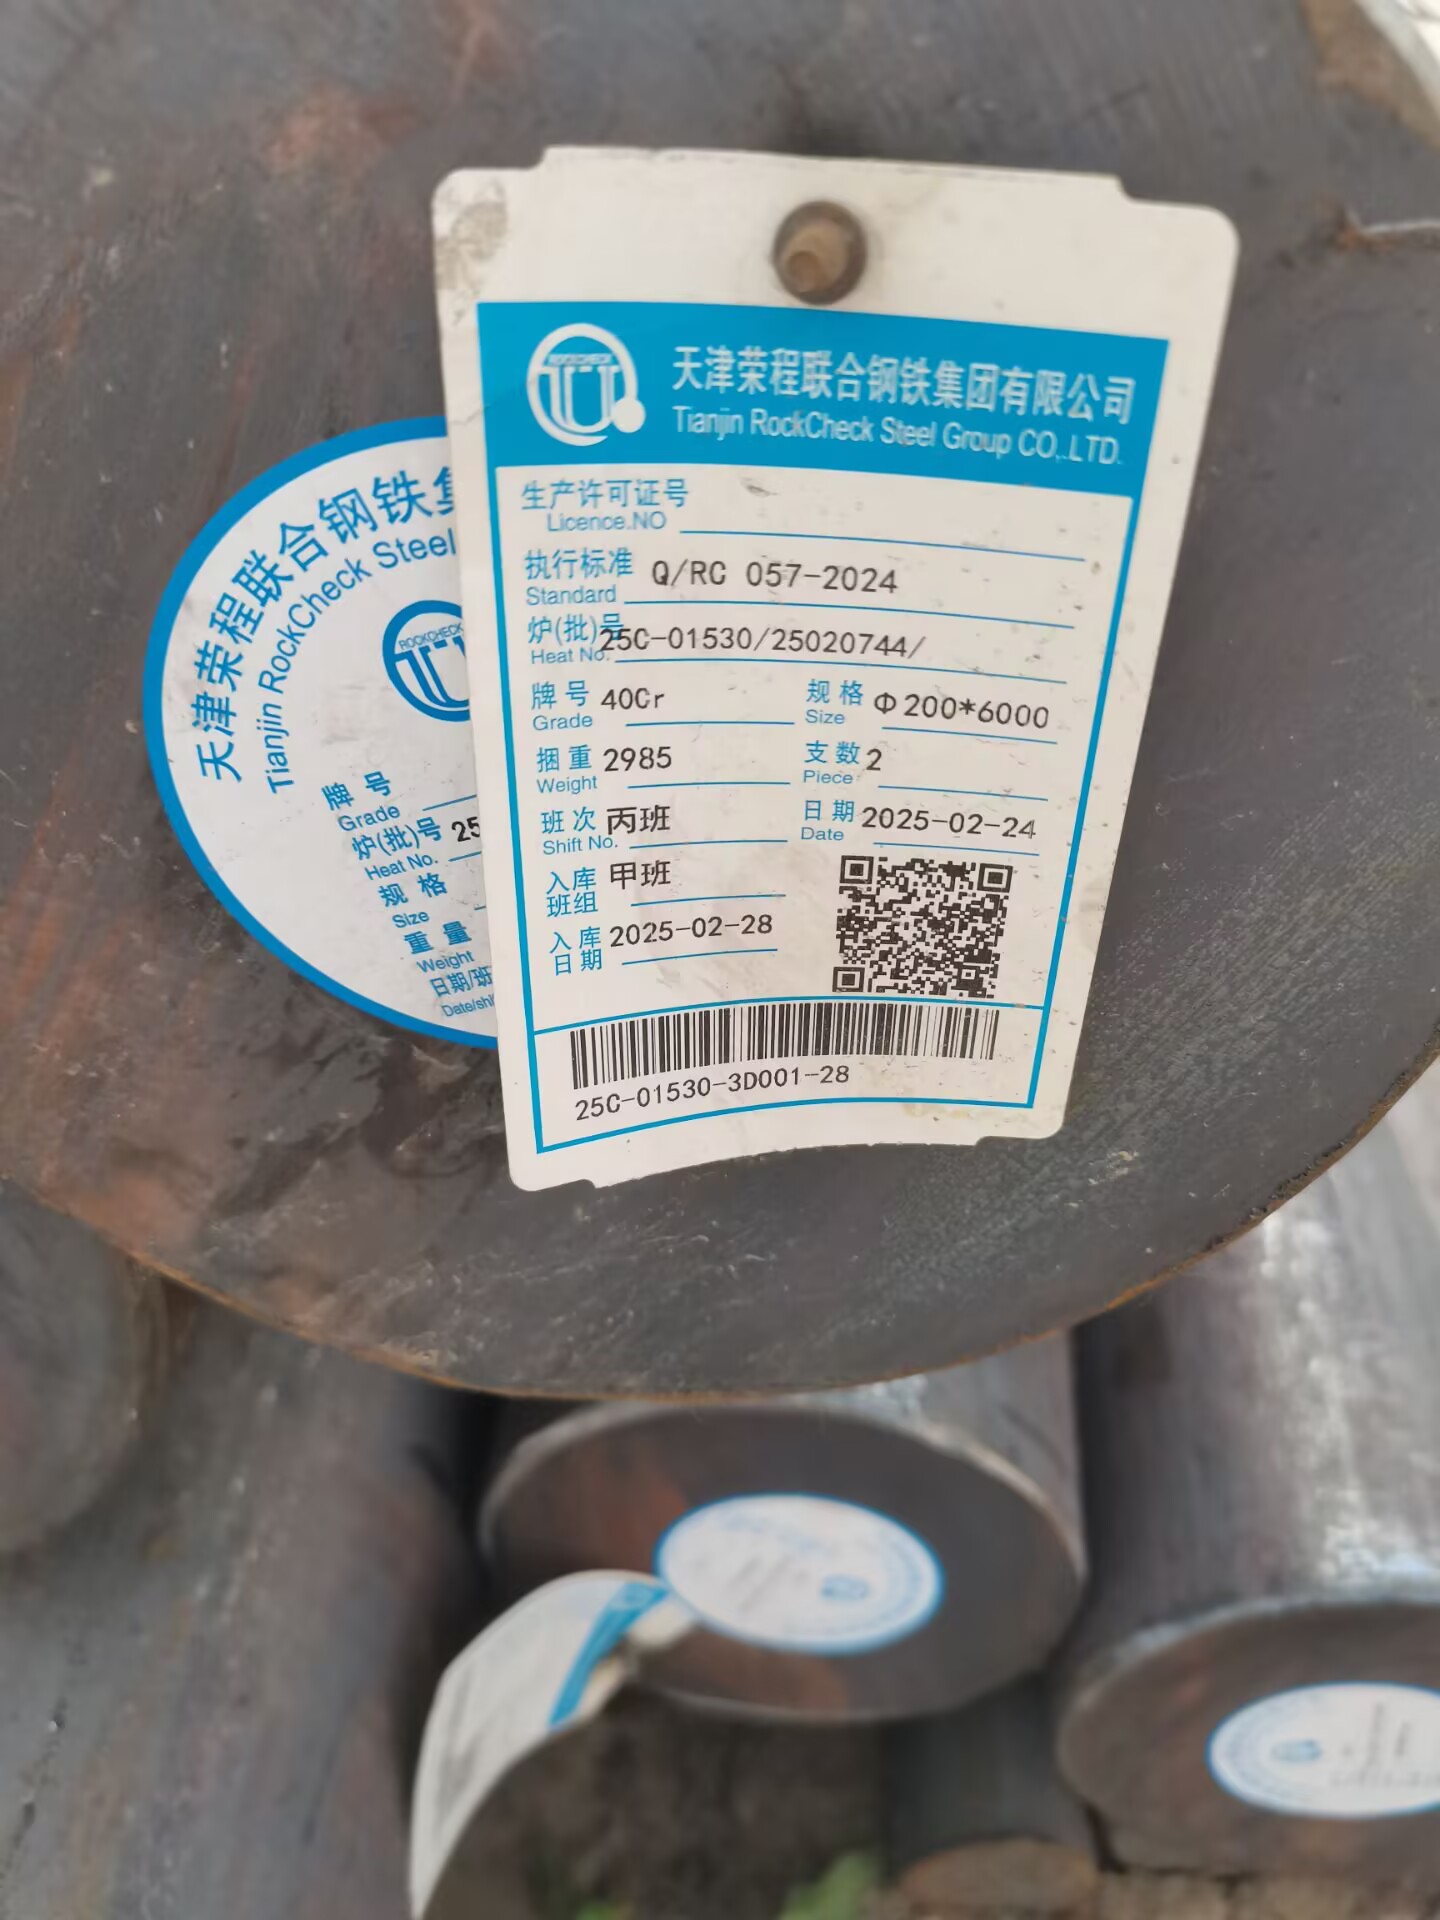 ROCKCHECK
天津荣程联合钢铁集团有限公司
Tianjin RockCheck Steel Group CO,.LTD.
生产许可证号
Licence.NO
执行标准 Q/RC 057-2024
Standard
炉(批)号 25C-01530/25020744/
Heat No.
牌号 40Cr 规格 Φ200*6000
Grade Size
捆重 2985 支数 2
Weight Piece
班次 丙班 日期 2025-02-24
Shift No. Date
入库 甲班
班组
入库 2025-02-28
日期
25C-01530-3D001-28
天津荣程联合钢铁
Tianjin RockCheck Steel
ROCKCHECK
牌号
Grade
炉(批)号 25
Heat No.
规格
Size
重量
Weight
日期/班